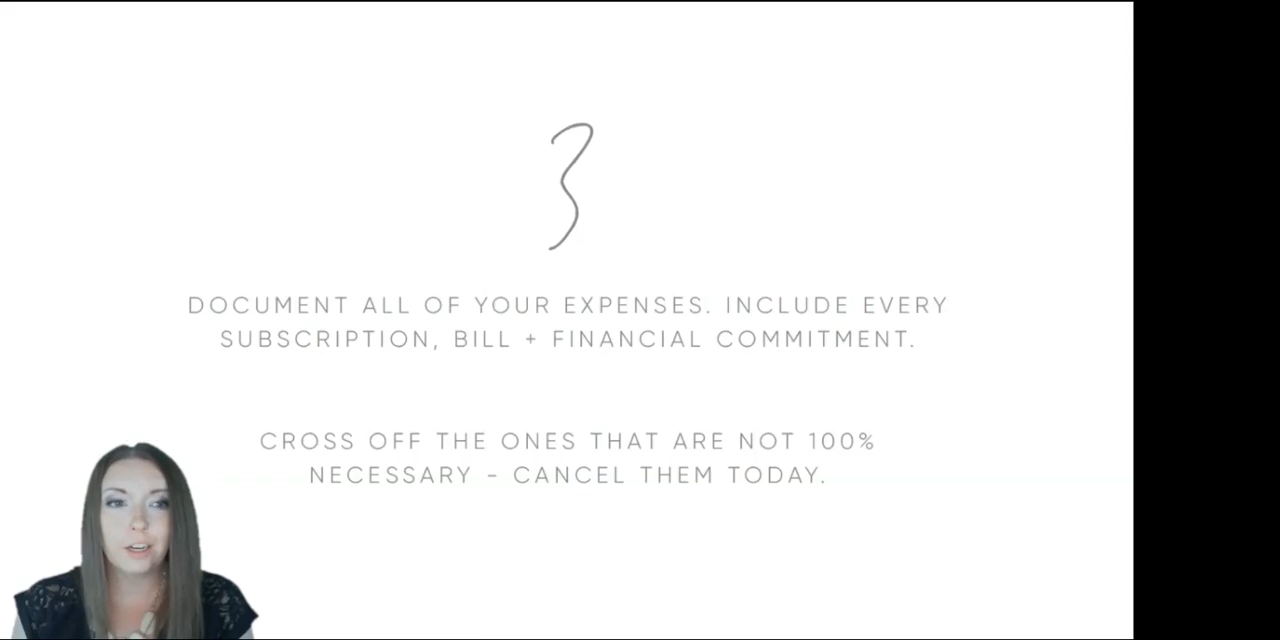 3
DOCUMENT ALL OF YOUR EXPENSES. INCLUDE EVERY
SUBSCRIPTION, BILL + FINANCIAL COMMITMENT.
CROSS OFF THE ONES THAT ARE NOT 100%
NECESSARY - CANCEL THEM TODAY.